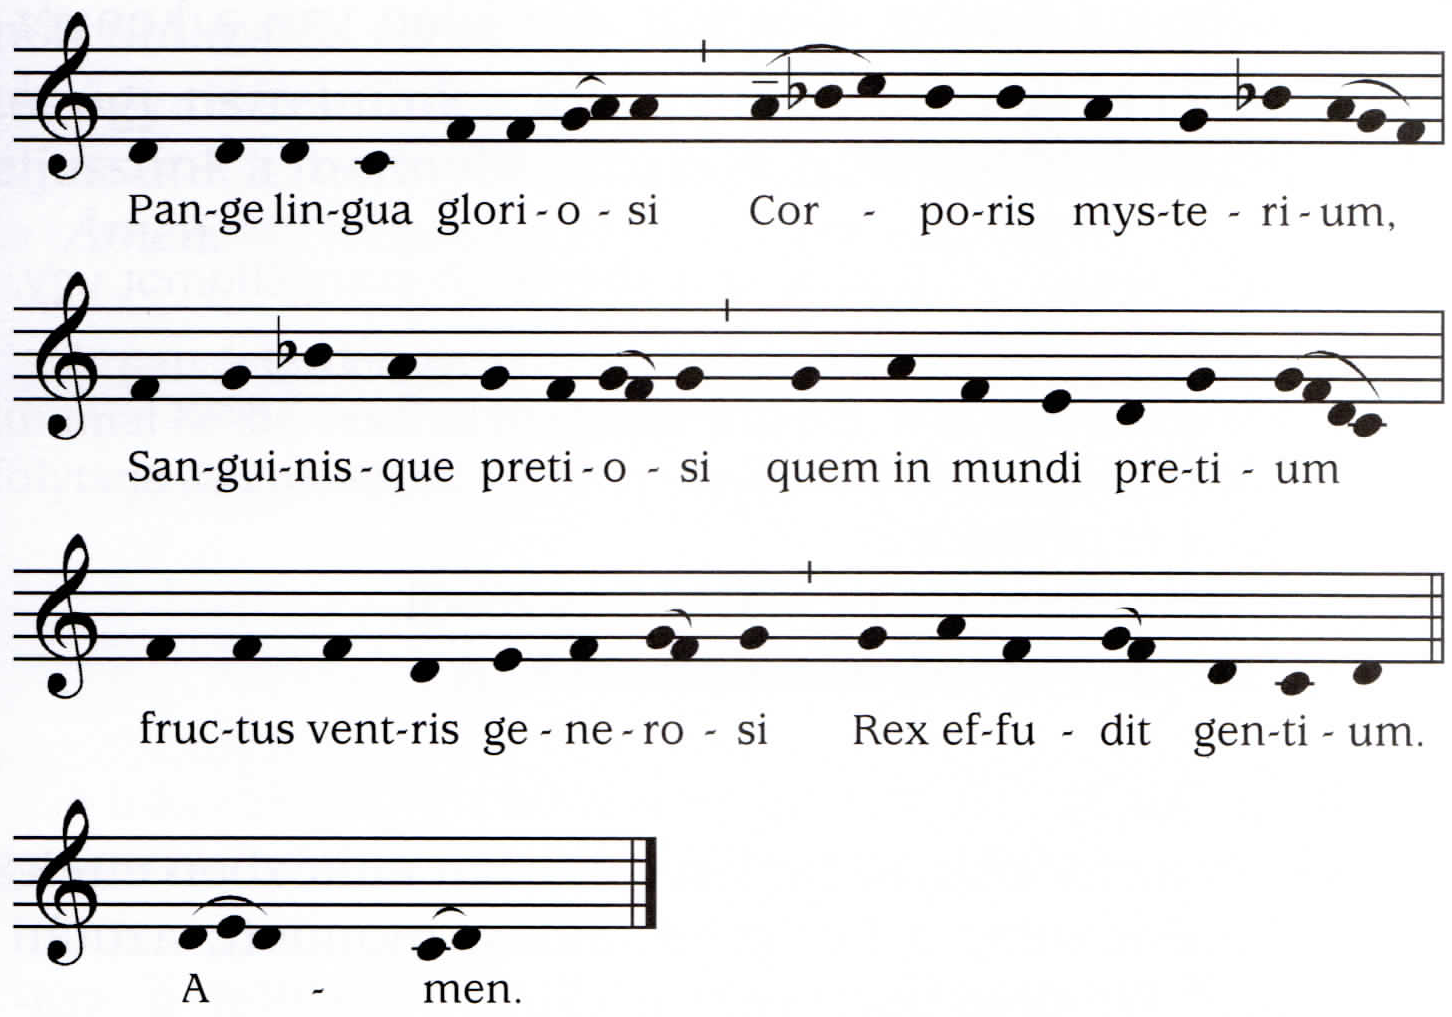 Pan-ge lin-gua glori-o-si Cor-po-ris mys-te-ri-um,
San-gui-nis-que preti-o-si quem in mundi pre-ti-um
fruc-tus vent-ris ge-ne-ro-si Rex ef-fu-dit gen-ti-um.
A-men.